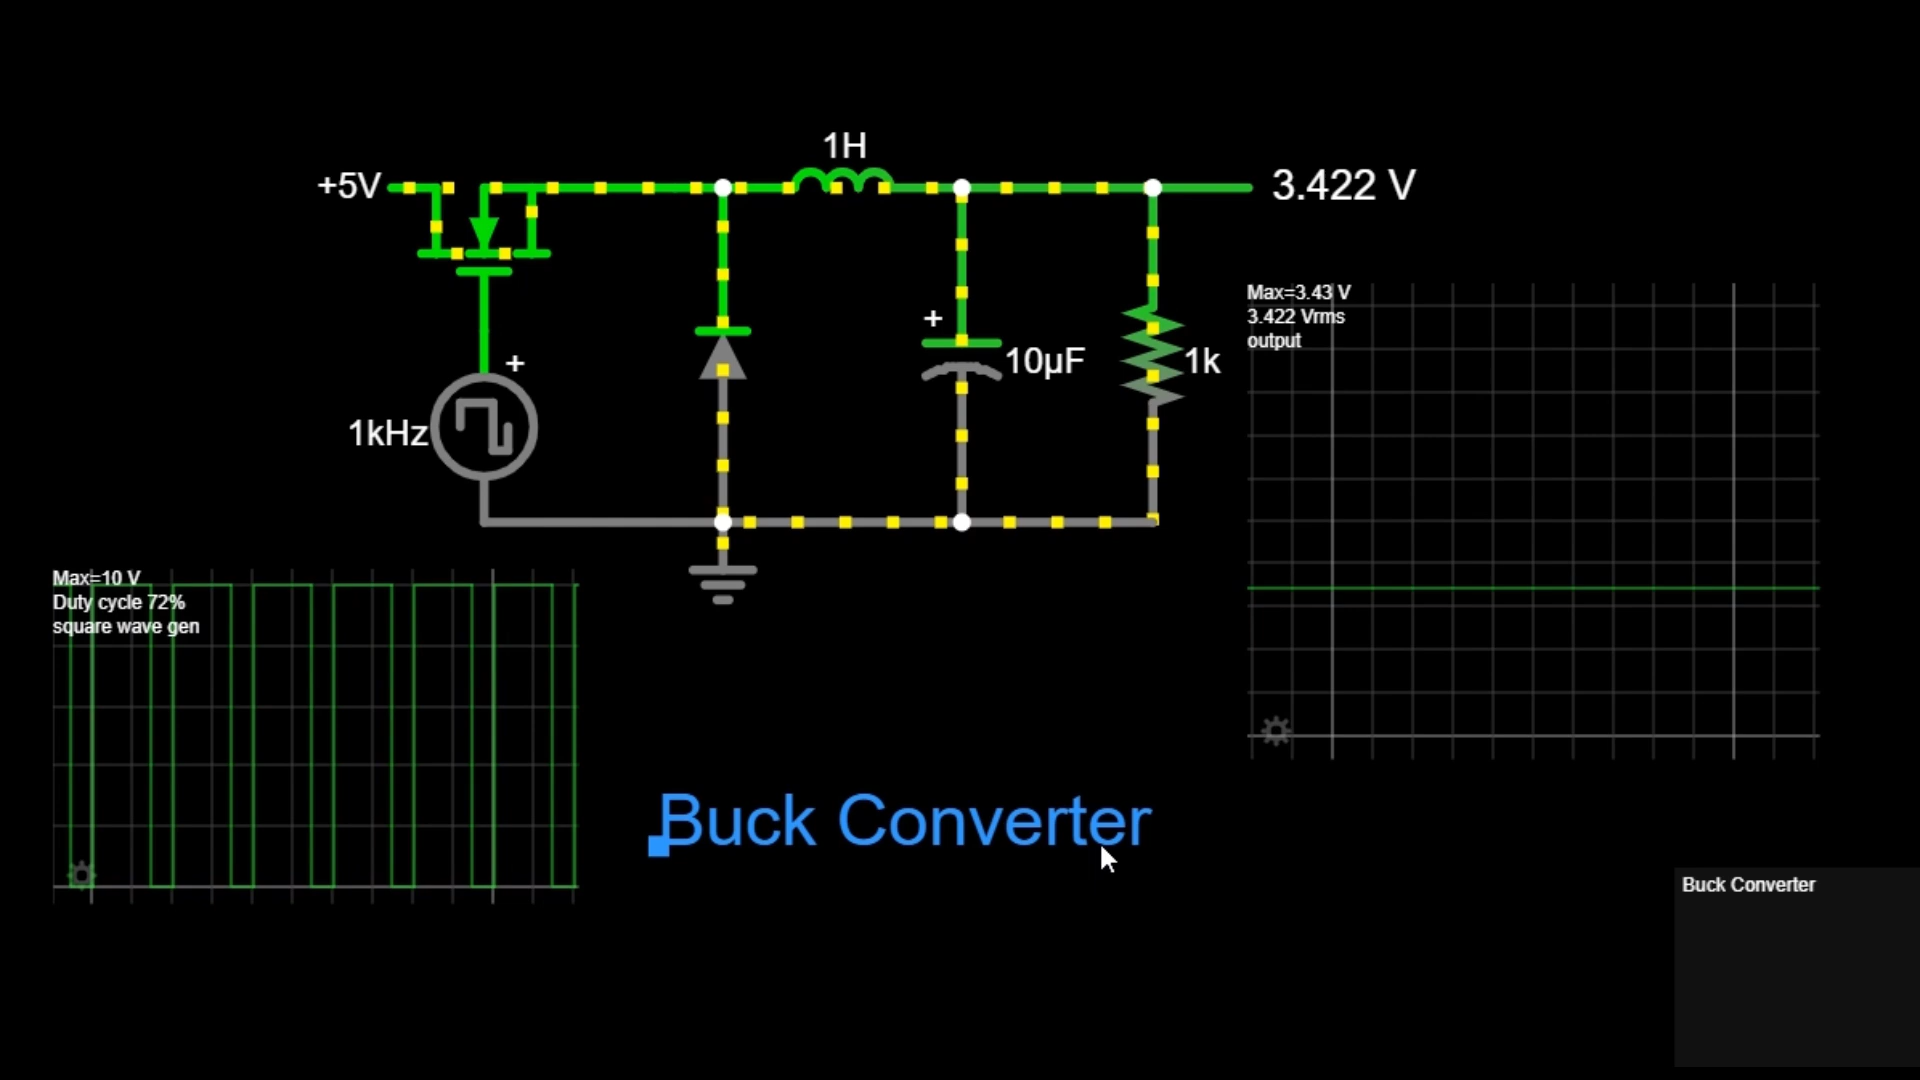 1H
+5V
3.422 V
+
10µF
1k
+
1kHz
Max=3.43 V
3.422 Vrms
output
Max=10 V
Duty cycle 72%
square wave gen
Buck Converter
Buck Converter